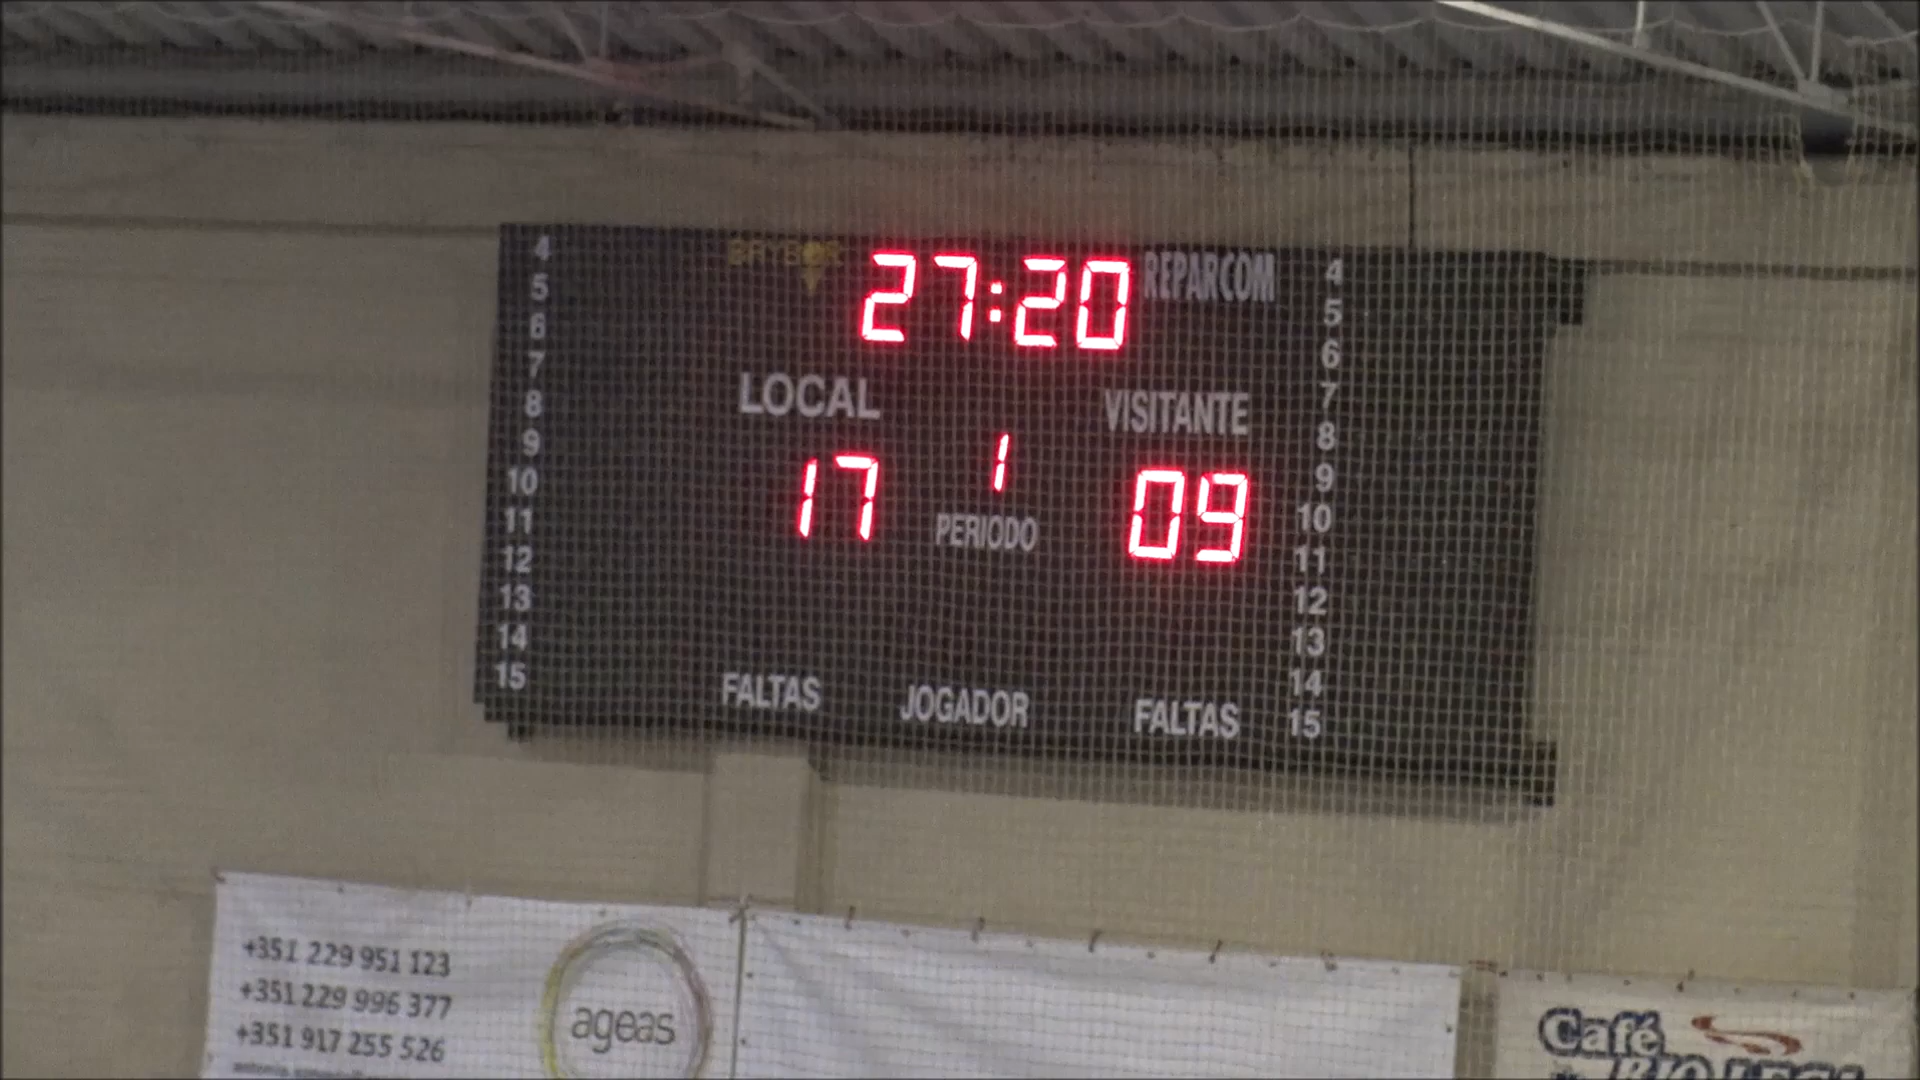 BAYBOR
27:20
REPARCOM
LOCAL
VISITANTE
17
1
09
PERIODO
FALTAS
JOGADOR
FALTAS
4
5
6
7
8
9
10
11
12
13
14
15
4
5
6
7
8
9
10
11
12
13
14
15
+351 229 951 123
+351 229 996 377
+351 917 255 526
ageas
Café